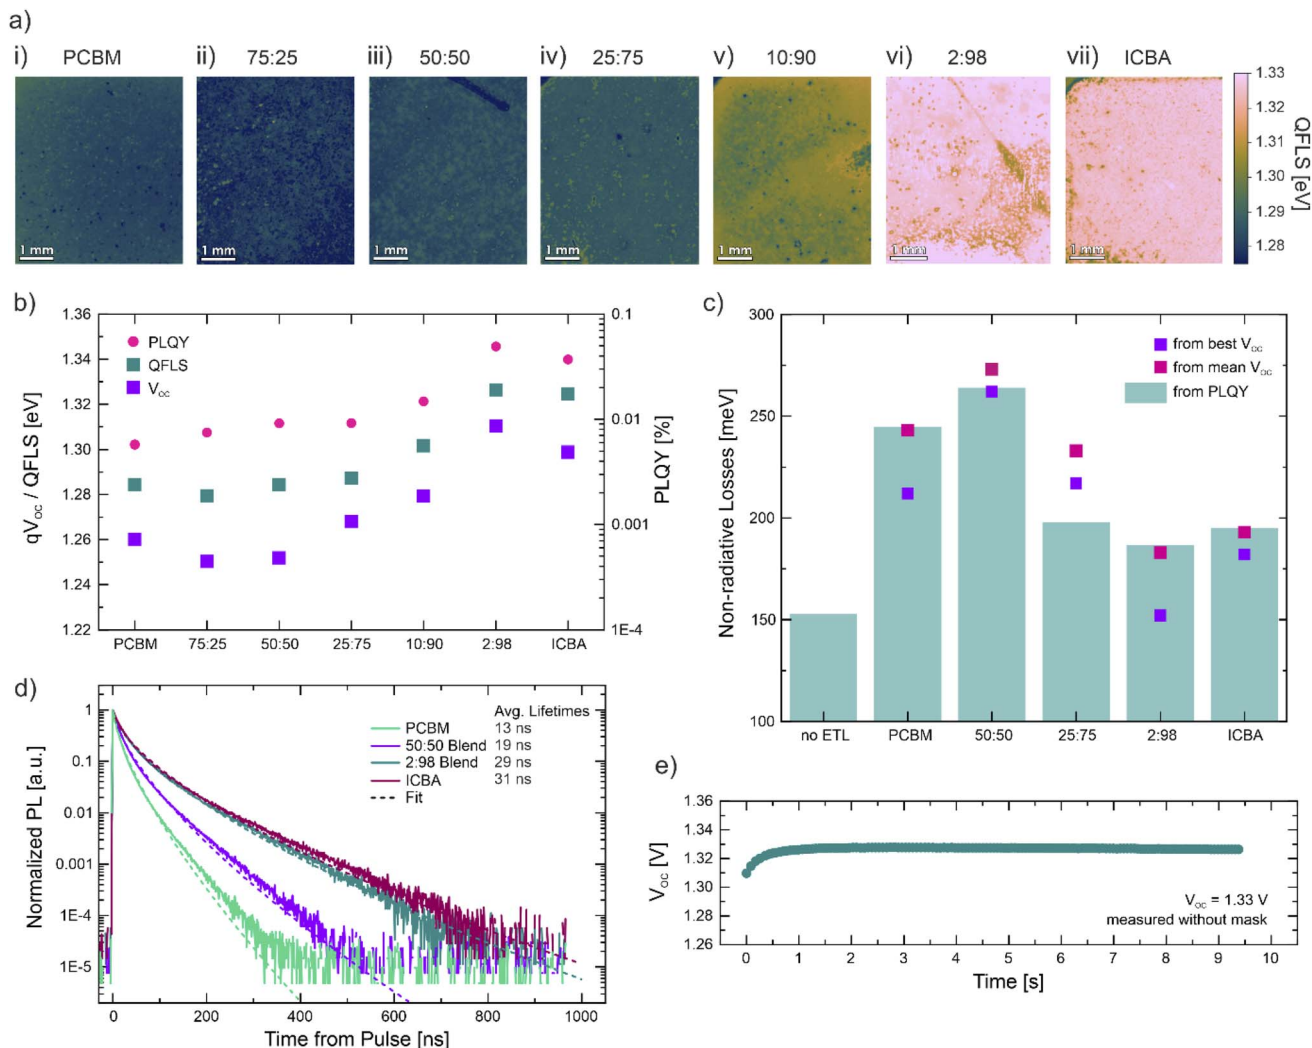 a)
i) PCBM
ii) 75:25
iii) 50:50
iv) 25:75
v) 10:90
vi) 2:98
vii) ICBA
1 mm
1 mm
1 mm
1 mm
1 mm
1 mm
1 mm
1.33
1.32
1.31
1.30
1.29
1.28
QFLS [eV]
b)
1.36
1.34
1.32
1.30
1.28
1.26
1.24
1.22
qV_oc / QFLS [eV]
PLQY
QFLS
V_oc
0.1
0.01
0.001
1E-4
PLQY [%]
PCBM 75:25 50:50 25:75 10:90 2:98 ICBA
c)
300
250
200
150
100
Non-radiative Losses [meV]
from best V_oc
from mean V_oc
from PLQY
no ETL PCBM 50:50 25:75 2:98 ICBA
d)
1
0.1
0.01
0.001
1E-4
1E-5
Normalized PL [a.u.]
Avg. Lifetimes
PCBM 13 ns
50:50 Blend 19 ns
2:98 Blend 29 ns
ICBA 31 ns
Fit
0 200 400 600 800 1000
Time from Pulse [ns]
e)
1.36
1.34
1.32
1.30
1.28
1.26
V_oc [V]
V_oc = 1.33 V
measured without mask
0 1 2 3 4 5 6 7 8 9 10
Time [s]